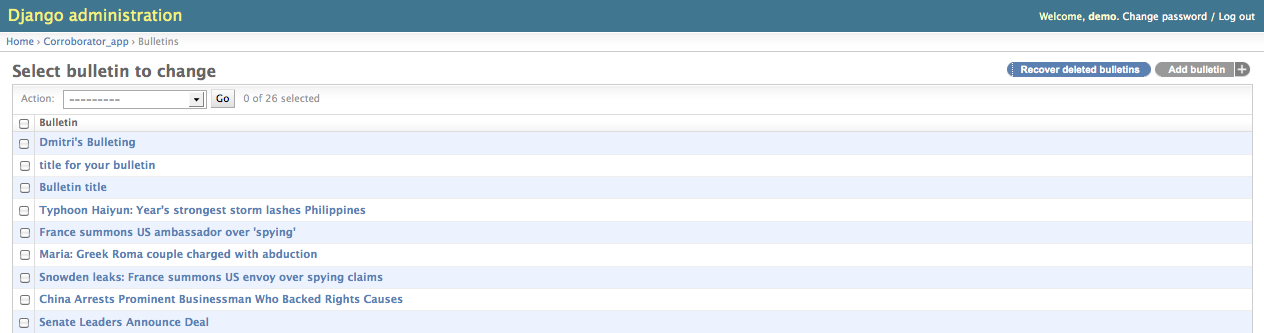 Django administration
Welcome, demo. Change password / Log out
Home › Corroborator_app › Bulletins
Select bulletin to change
Recover deleted bulletins
Add bulletin +
Action: --------- Go 0 of 26 selected
Bulletin
Dmitri's Bulleting
title for your bulletin
Bulletin title
Typhoon Haiyun: Year's strongest storm lashes Philippines
France summons US ambassador over 'spying'
Maria: Greek Roma couple charged with abduction
Snowden leaks: France summons US envoy over spying claims
China Arrests Prominent Businessman Who Backed Rights Causes
Senate Leaders Announce Deal